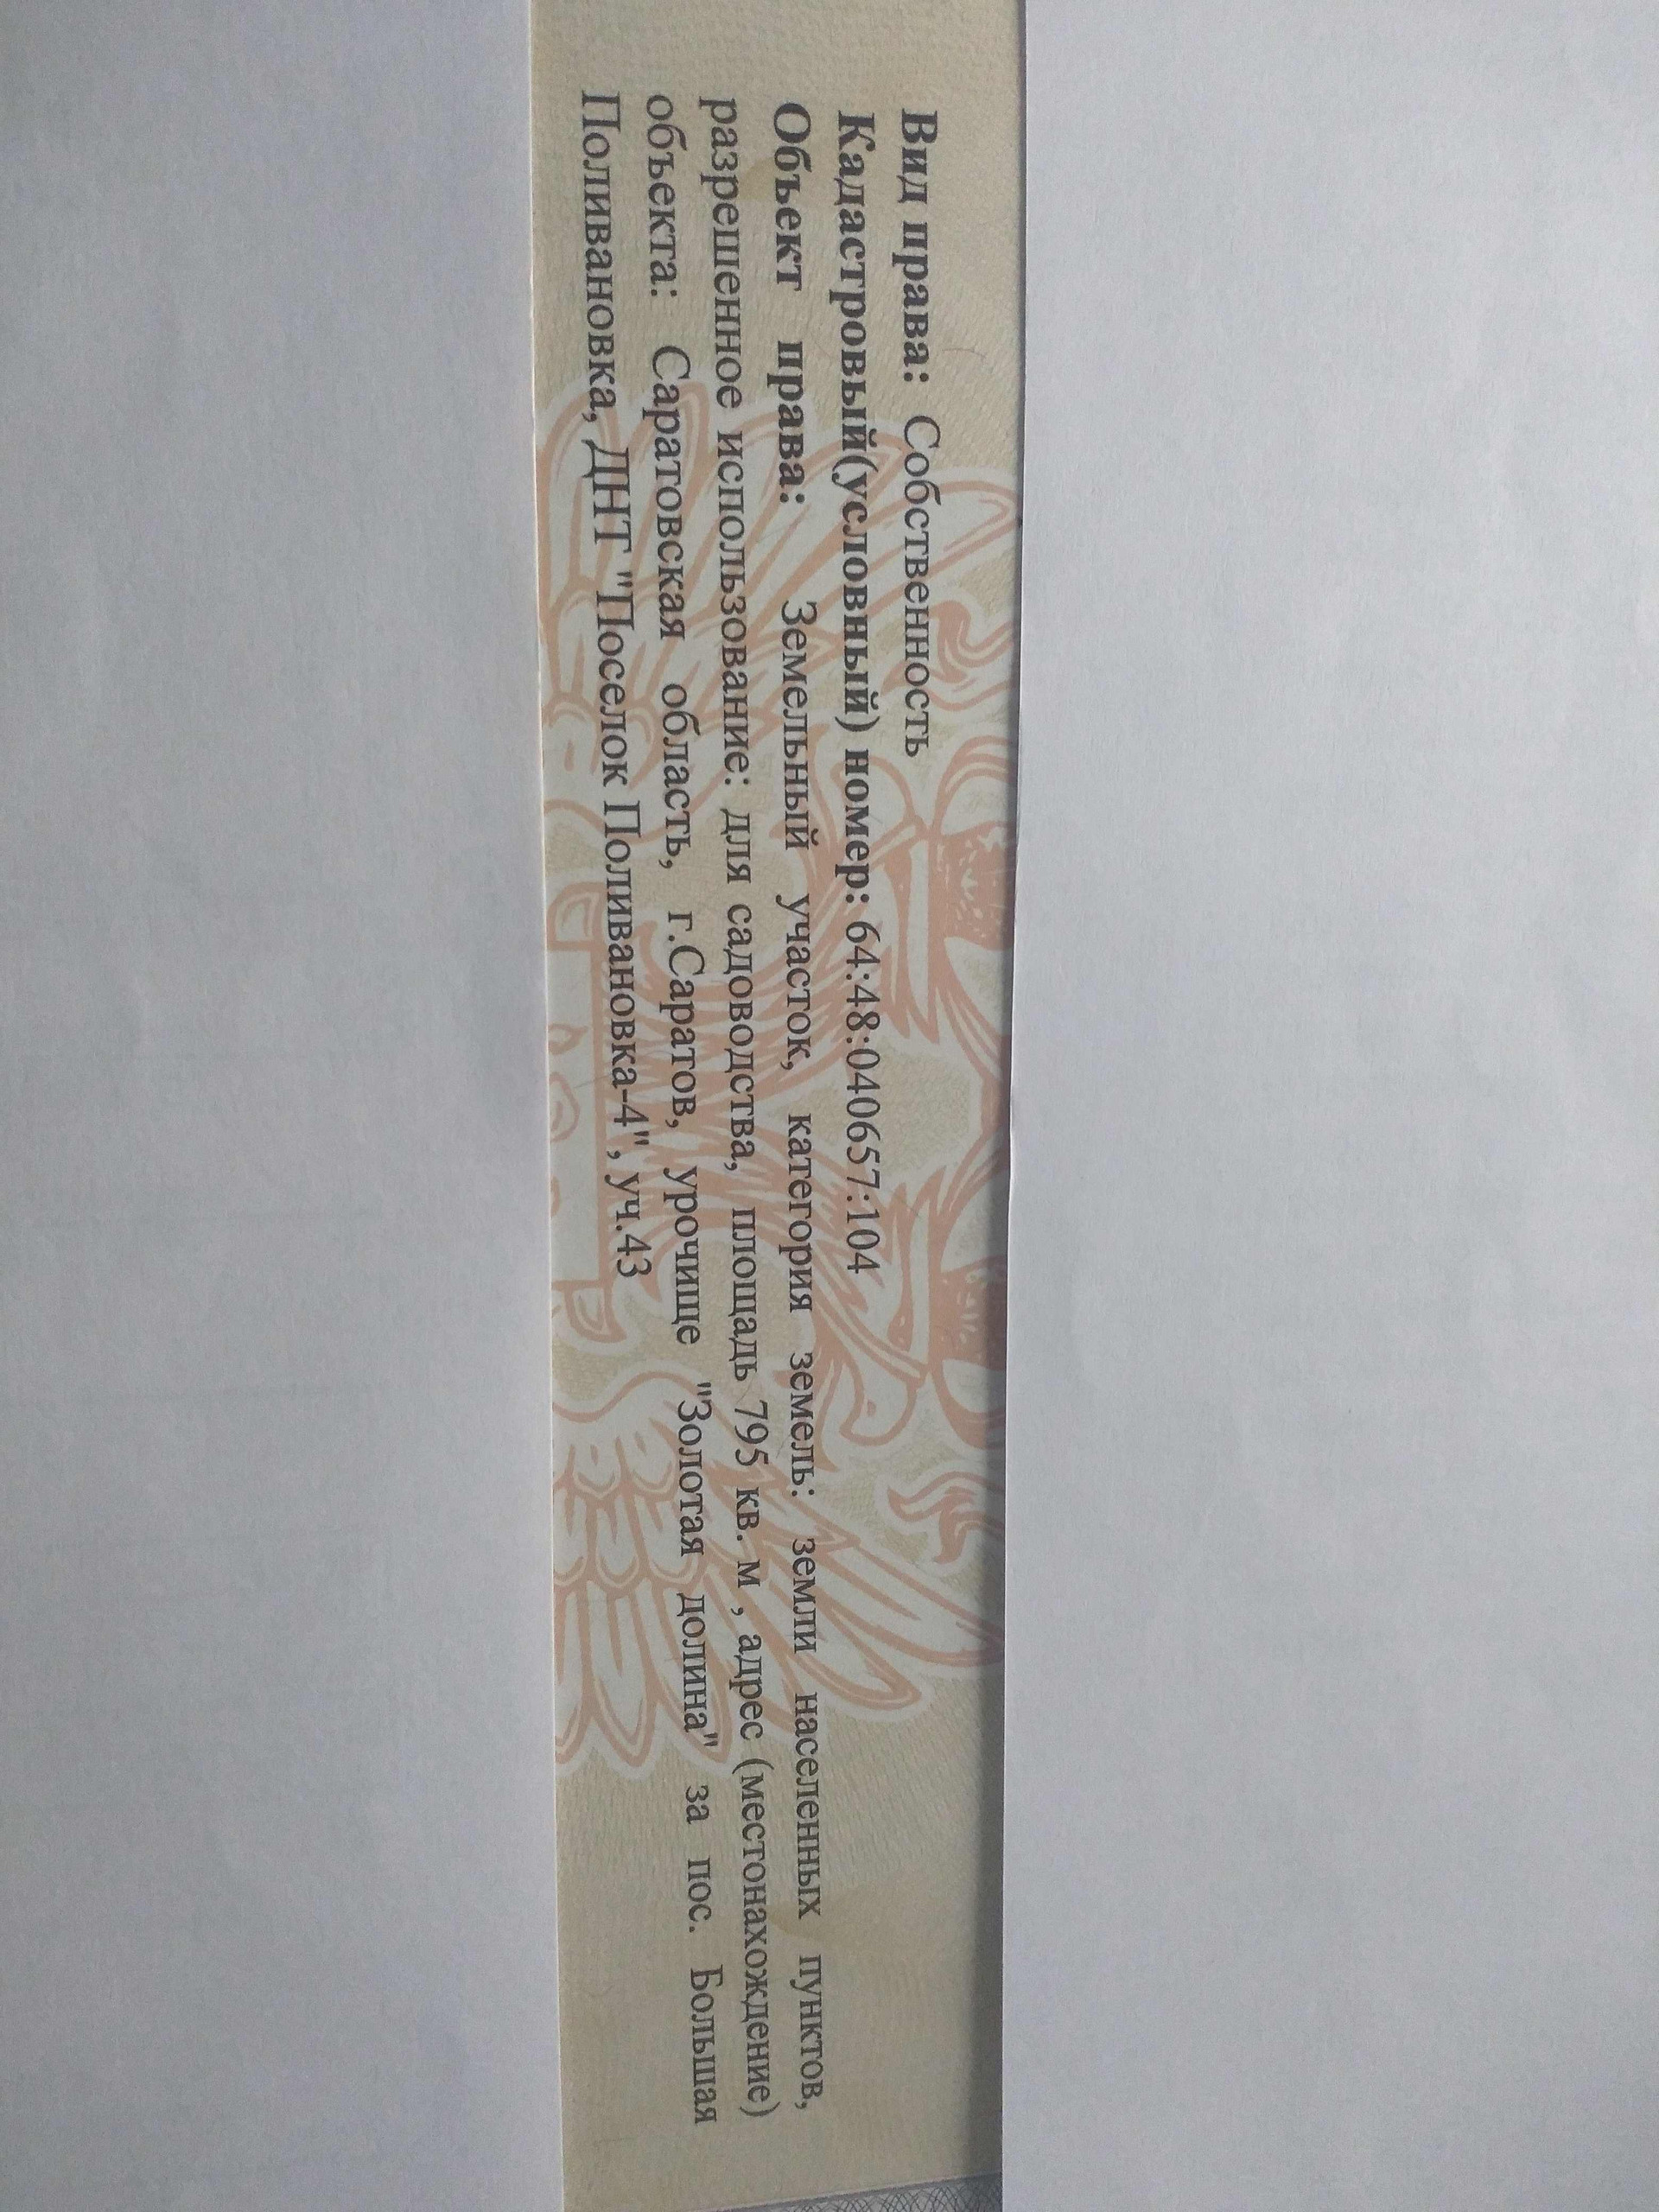 Вид права: Собственность
Кадастровый(условный) номер: 64:48:040657:104
Объект права: Земельный участок, категория земель: земли населенных пунктов,
разрешенное использование: для садоводства, площадь 795 кв. м , адрес (местонахождение)
объекта: Саратовская область, г.Саратов, урочище "Золотая долина" за пос. Большая
Поливановка, ДНТ "Поселок Поливановка-4", уч.43